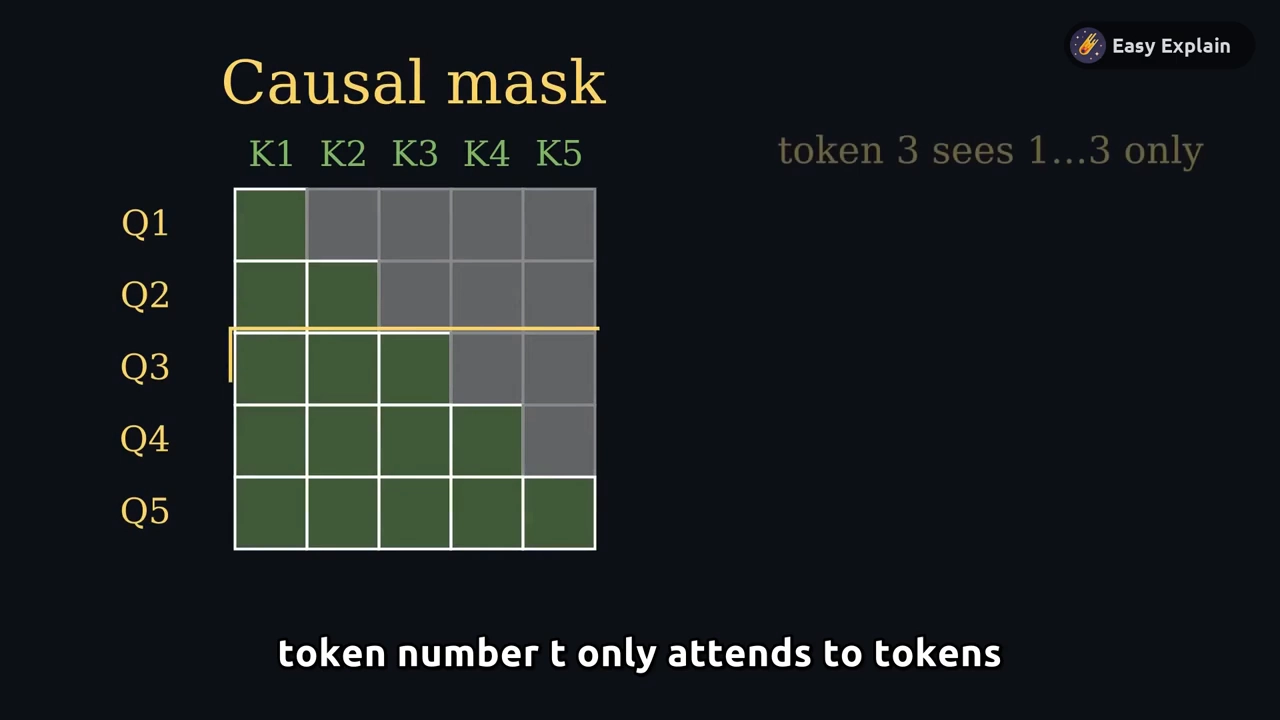 Easy Explain
Causal mask
token 3 sees 1...3 only
K1 K2 K3 K4 K5
Q1
Q2
Q3
Q4
Q5
token number t only attends to tokens